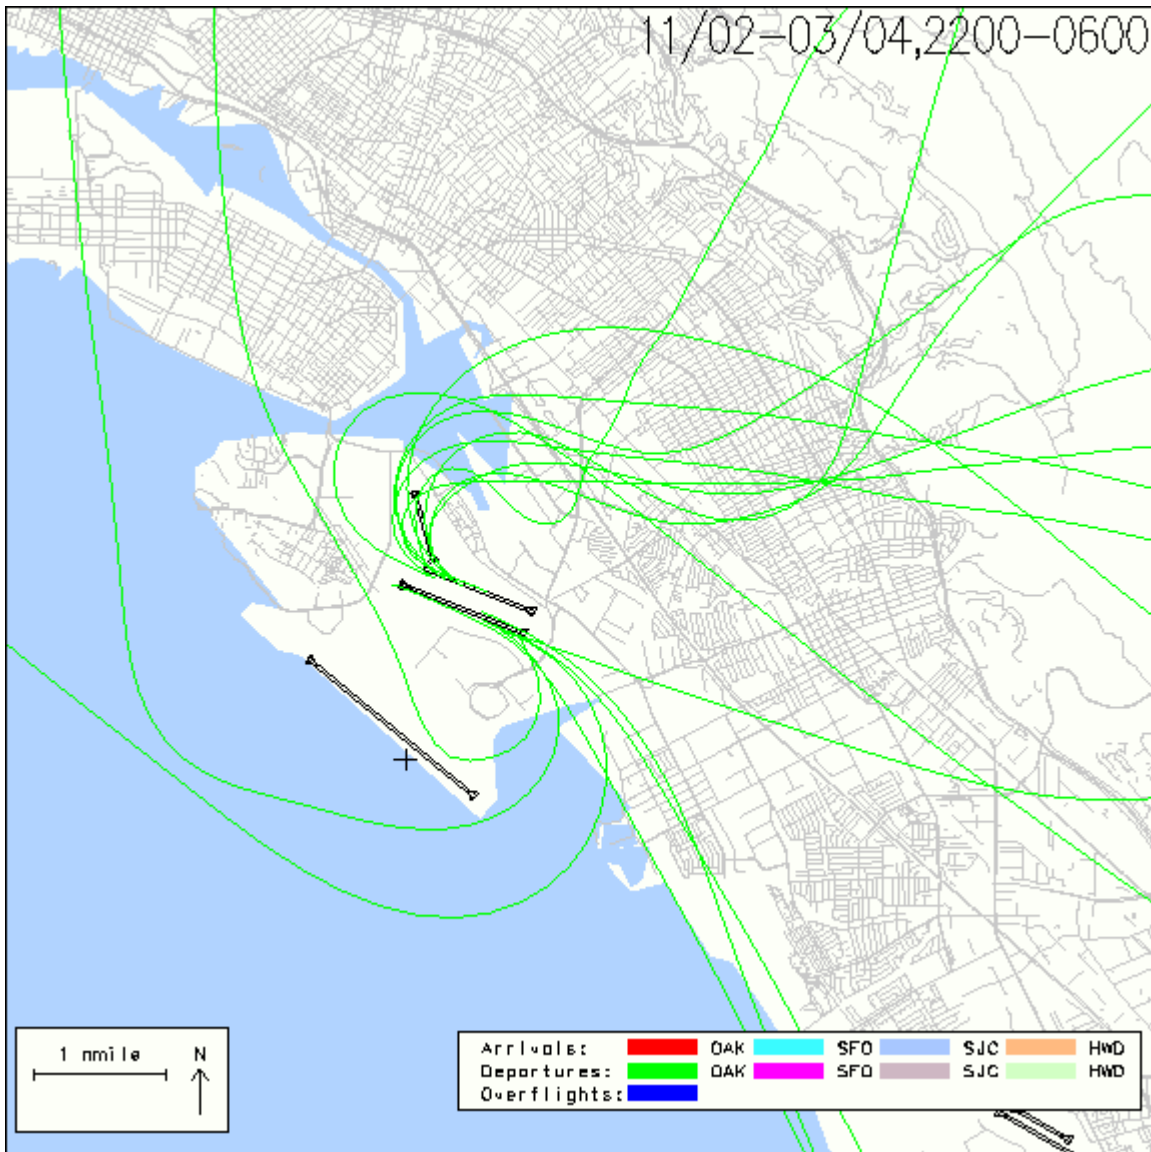 11/02-03/04,2200-0600
1 nmile N
Arrivals: OAK SFO SJC HWD
Departures: OAK SFO SJC HWD
Overflights: